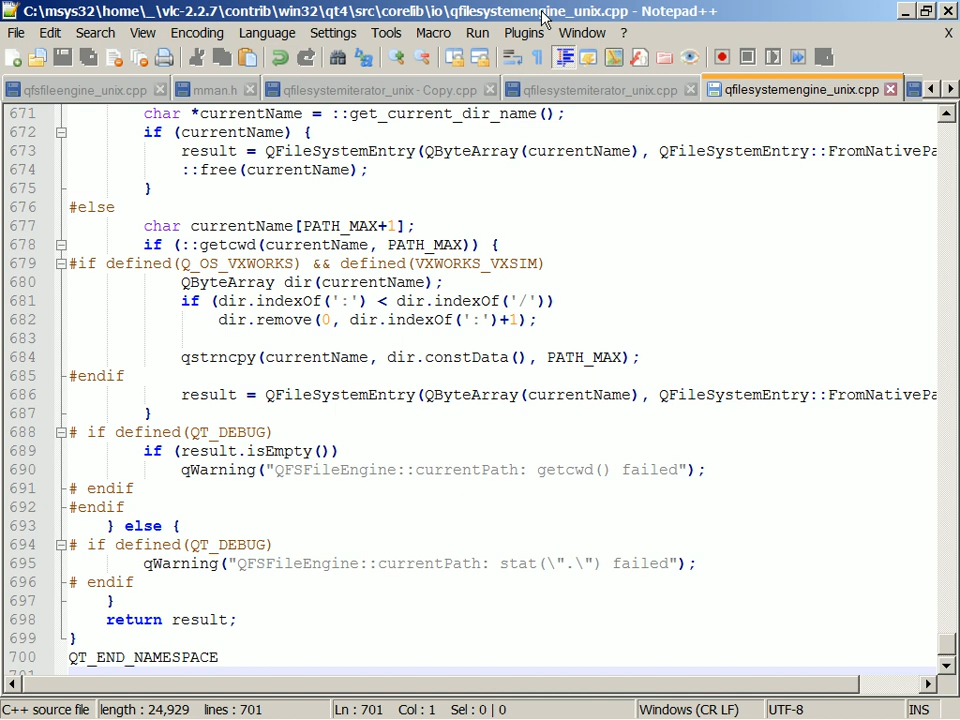 C:\msys32\home\_\vlc-2.2.7\contrib\win32\qt4\src\corelib\io\qfilesystemengine_unix.cpp - Notepad++
File Edit Search View Encoding Language Settings Tools Macro Run Plugins Window ? X
qfsfileengine_unix.cpp mman.h qfilesystemiterator_unix - Copy.cpp qfilesystemiterator_unix.cpp qfilesystemengine_unix.cpp
671 char *currentName = ::get_current_dir_name();
672 if (currentName) {
673 result = QFileSystemEntry(QByteArray(currentName), QFileSystemEntry::FromNativePa
674 ::free(currentName);
675 }
676 #else
677 char currentName[PATH_MAX+1];
678 if (::getcwd(currentName, PATH_MAX)) {
679 #if defined(Q_OS_VXWORKS) && defined(VXWORKS_VXSIM)
680 QByteArray dir(currentName);
681 if (dir.indexOf(':') < dir.indexOf('/'))
682 dir.remove(0, dir.indexOf(':')+1);
683
684 qstrncpy(currentName, dir.constData(), PATH_MAX);
685 #endif
686 result = QFileSystemEntry(QByteArray(currentName), QFileSystemEntry::FromNativePa
687 }
688 # if defined(QT_DEBUG)
689 if (result.isEmpty())
690 qWarning("QFSFileEngine::currentPath: getcwd() failed");
691 # endif
692 #endif
693 } else {
694 # if defined(QT_DEBUG)
695 qWarning("QFSFileEngine::currentPath: stat(\".\") failed");
696 # endif
697 }
698 return result;
699 }
700 QT_END_NAMESPACE
701
C++ source file length : 24,929 lines : 701 Ln : 701 Col : 1 Sel : 0 | 0 Windows (CR LF) UTF-8 INS